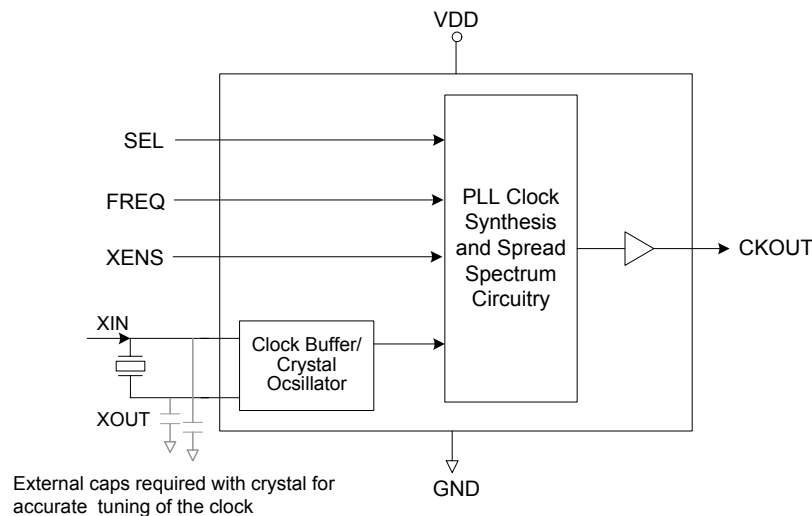 VDD
SEL
FREQ
XENS
PLL Clock
Synthesis
and Spread
Spectrum
Circuitry
CKOUT
XIN
Clock Buffer/
Crystal
Ocsillator
XOUT
GND
External caps required with crystal for
accurate tuning of the clock